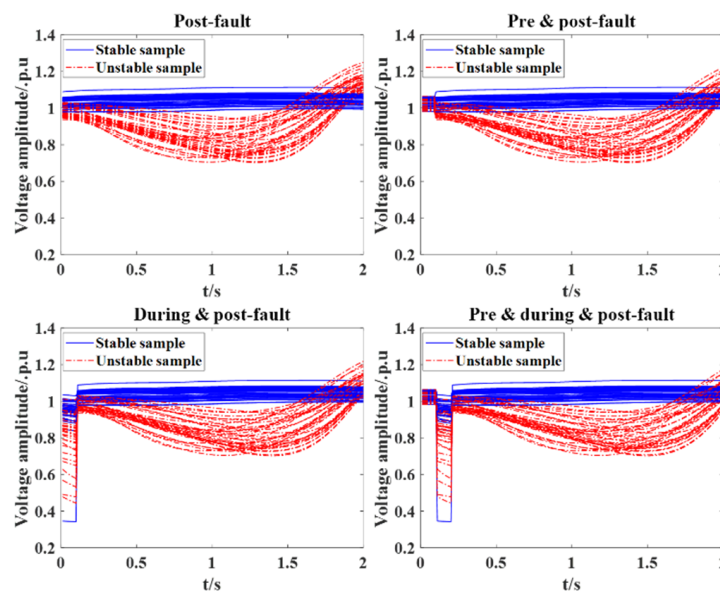 Post-fault
1.4
Stable sample
Unstable sample
1.2
1
0.8
0.6
0.4
0.2
Voltage amplitude/.p.u
0 0.5 1 1.5 2
t/s
Pre & post-fault
1.4
Stable sample
Unstable sample
1.2
1
0.8
0.6
0.4
0.2
Voltage amplitude/.p.u
0 0.5 1 1.5 2
t/s
During & post-fault
1.4
Stable sample
Unstable sample
1.2
1
0.8
0.6
0.4
0.2
Voltage amplitude/.p.u
0 0.5 1 1.5 2
t/s
Pre & during & post-fault
1.4
Stable sample
Unstable sample
1.2
1
0.8
0.6
0.4
0.2
Voltage amplitude/.p.u
0 0.5 1 1.5 2
t/s